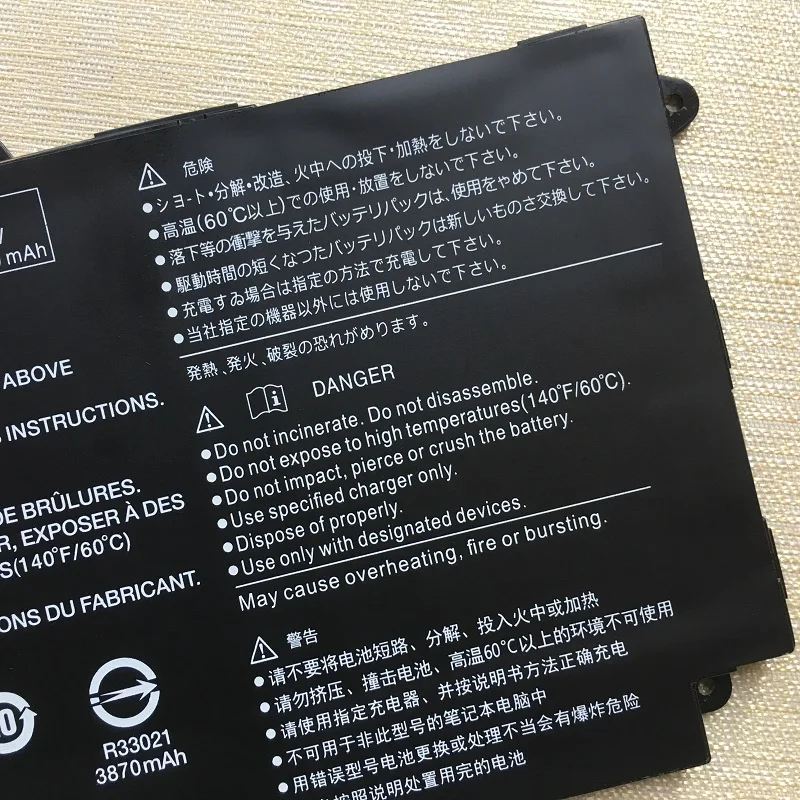 mAh
ABOVE
INSTRUCTIONS.
DE BRÛLURES.
R, EXPOSER À DES
S(140°F/60°C)
ONS DU FABRICANT.
R33021
3870mAh
危険
●ショート・分解・改造、火中への投下・加熱をしないで下さい。
●高温(60℃以上)での使用・放置をしないで下さい。
●落下等の衝撃を与えたバッテリパックは、使用をやめて下さい。
●駆動時間の短くなつたバッテリパックは新しいものさ交換して下さい。
●充電すゐ場合は指定の方法で充電して下さい。
●当社指定の機器以外には使用しないで下さい。
発熱、発火、破裂の恐れがめります。
DANGER
●Do not incinerate. Do not disassemble.
●Do not expose to high temperatures(140°F/60°C).
●Do not impact, pierce or crush the battery.
●Use specified charger only.
●Dispose of properly.
●Use only with designated devices.
May cause overheating, fire or bursting.
警告
●请不要将电池短路、分解、投入火中或加热
●请勿挤压、撞击电池、高温60℃以上的环境不可使用
●请使用指定充电器、并按说明书方法正确充电
●不可用于非此型号的笔记本电脑中
●用错误型号电池更换或处理不当会有爆炸危险
按照说明处置用完的电池